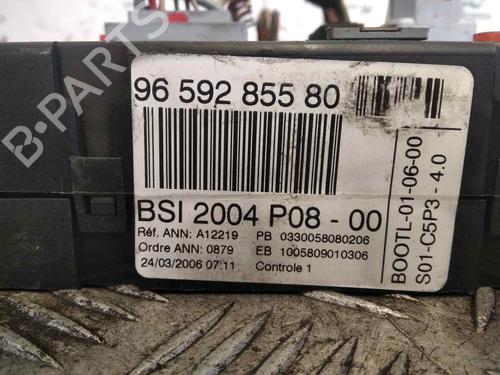 96 592 855 80
BSI 2004 P08 - 00
Réf. ANN: A12219 PB 0330058080206
Ordre ANN: 0879 EB 1005809010306
24/03/2006 07:11 Controle 1
BOOTL-01-06-00
S01-C5P3 - 4.0